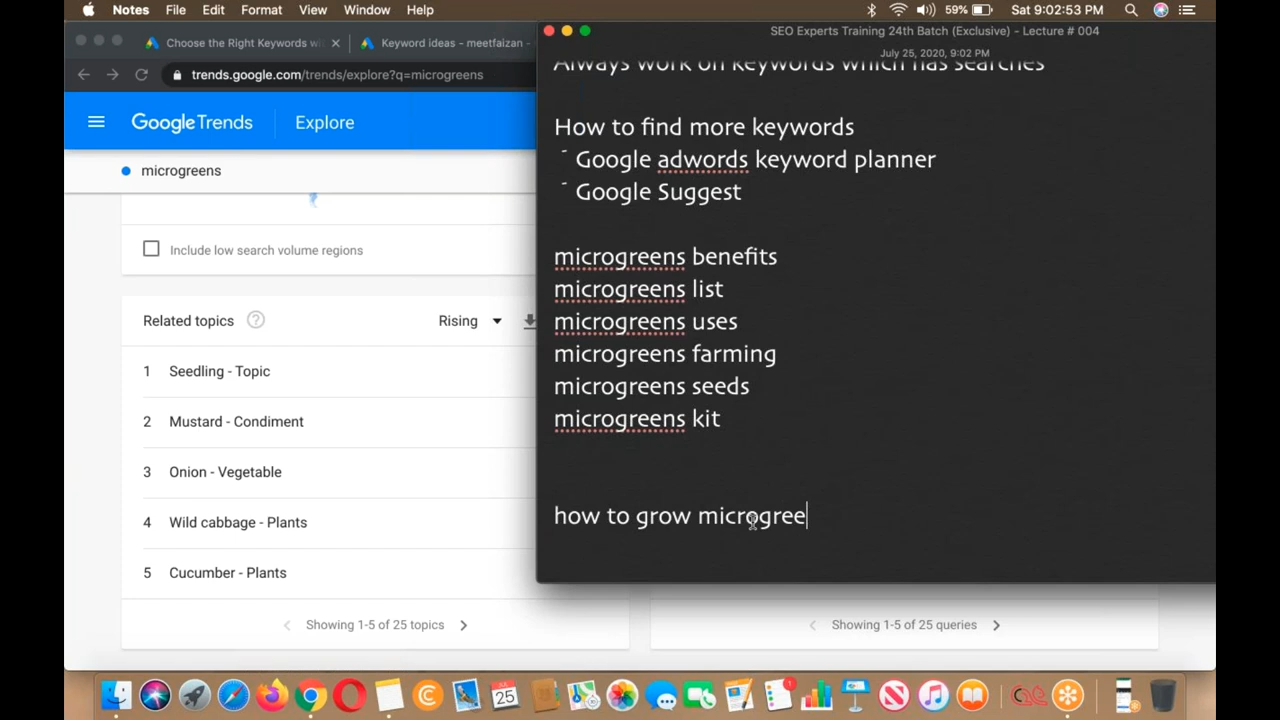 Notes File Edit Format View Window Help 59% Sat 9:02:53 PM
SEO Experts Training 24th Batch (Exclusive) - Lecture # 004
Choose the Right Keywords wi
Keyword ideas - meetfaizan -
July 25, 2020, 9:02 PM
trends.google.com/trends/explore?q=microgreens
Google Trends Explore
microgreens
Include low search volume regions
Related topics Rising
1 Seedling - Topic
2 Mustard - Condiment
3 Onion - Vegetable
4 Wild cabbage - Plants
5 Cucumber - Plants
Showing 1-5 of 25 topics
Showing 1-5 of 25 queries
Always work on keywords which has searches
How to find more keywords
Google adwords keyword planner
Google Suggest
microgreens benefits
microgreens list
microgreens uses
microgreens farming
microgreens seeds
microgreens kit
how to grow microgree
25
1